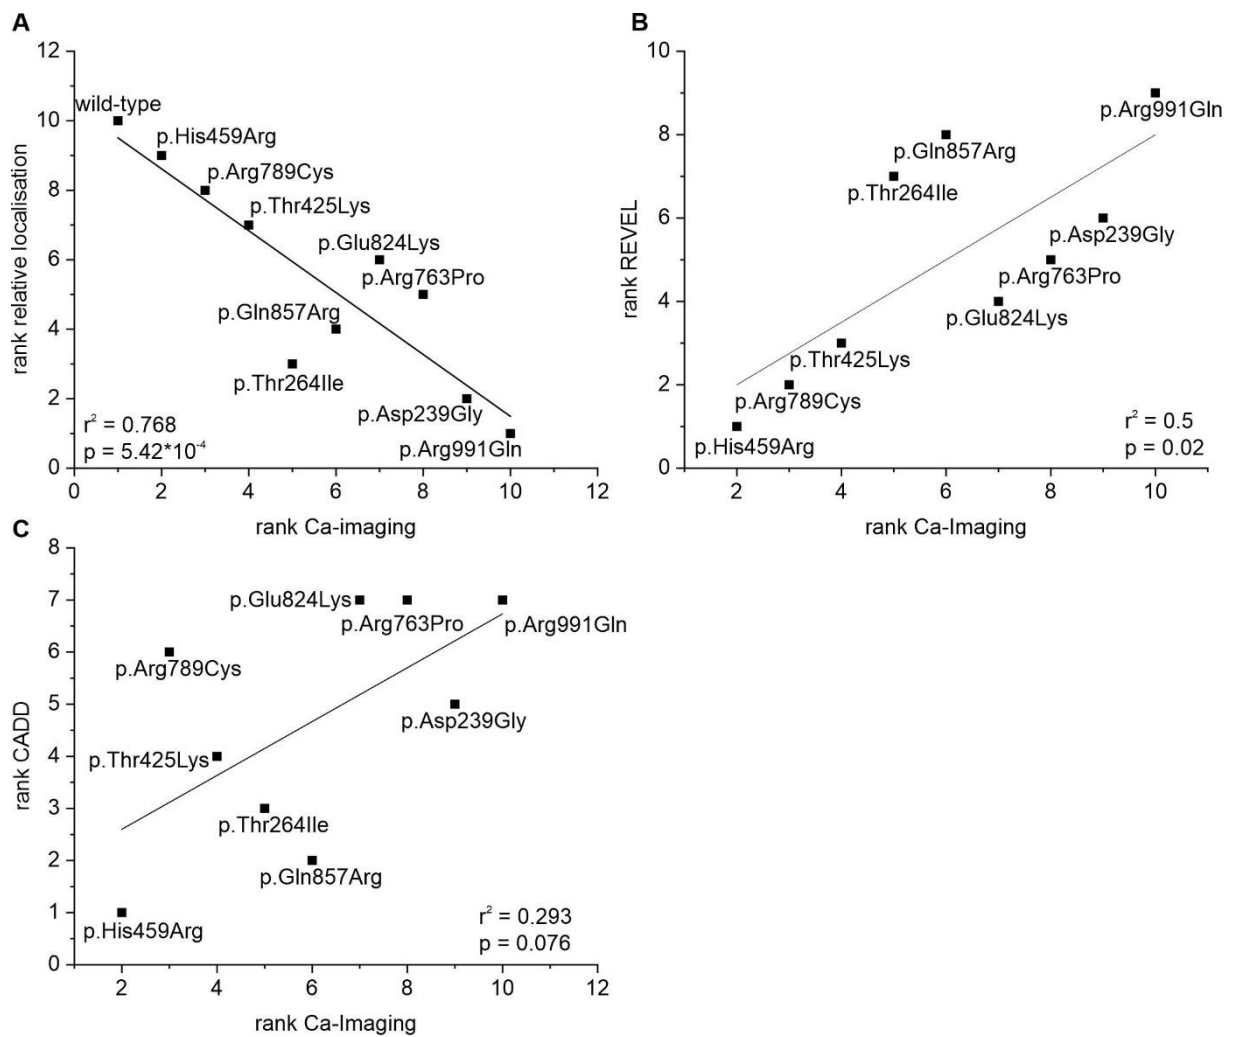 A
12
10
8
6
4
2
0
rank relative localisation
wild-type
p.His459Arg
p.Arg789Cys
p.Thr425Lys
p.Glu824Lys
p.Arg763Pro
p.Gln857Arg
p.Thr264Ile
p.Asp239Gly
p.Arg991Gln
r² = 0.768
p = 5.42*10⁻⁴
0 2 4 6 8 10 12
rank Ca-imaging
B
10
8
6
4
2
0
rank REVEL
p.Arg991Gln
p.Gln857Arg
p.Thr264Ile
p.Asp239Gly
p.Arg763Pro
p.Glu824Lys
p.Thr425Lys
p.Arg789Cys
p.His459Arg
r² = 0.5
p = 0.02
2 4 6 8 10
rank Ca-Imaging
C
8
7
6
5
4
3
2
1
0
rank CADD
p.Glu824Lys
p.Arg763Pro
p.Arg991Gln
p.Arg789Cys
p.Asp239Gly
p.Thr425Lys
p.Thr264Ile
p.Gln857Arg
p.His459Arg
r² = 0.293
p = 0.076
2 4 6 8 10 12
rank Ca-Imaging